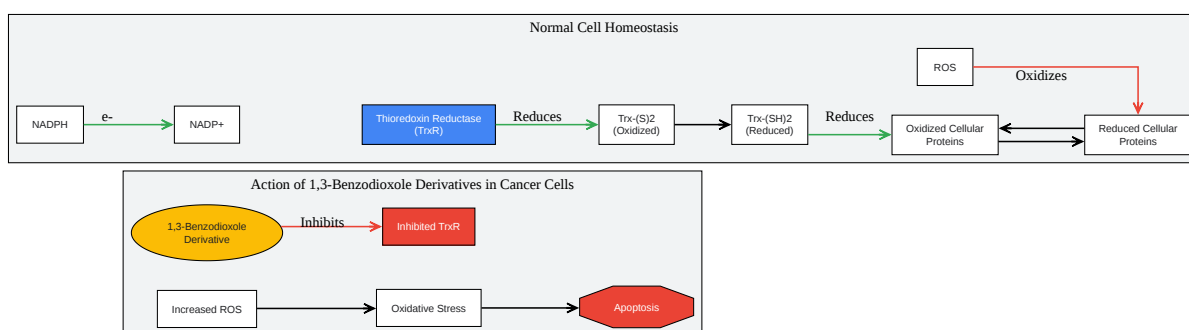 Normal Cell Homeostasis
ROS
Oxidizes
NADPH
e-
NADP+
Thioredoxin Reductase
(TrxR)
Reduces
Trx-(S)2
(Oxidized)
Trx-(SH)2
(Reduced)
Reduces
Oxidized Cellular
Proteins
Reduced Cellular
Proteins
Action of 1,3-Benzodioxole Derivatives in Cancer Cells
1,3-Benzodioxole
Derivative
Inhibits
Inhibited TrxR
Increased ROS
Oxidative Stress
Apoptosis